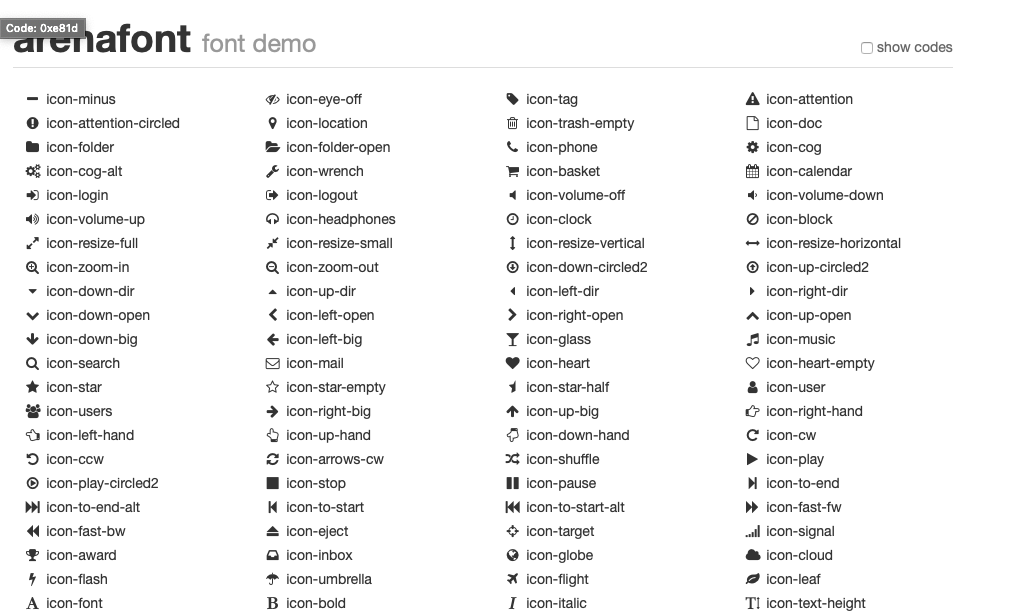 Code: 0xe81d
arenafont font demo
show codes
icon-minus icon-eye-off icon-tag icon-attention
icon-attention-circled icon-location icon-trash-empty icon-doc
icon-folder icon-folder-open icon-phone icon-cog
icon-cog-alt icon-wrench icon-basket icon-calendar
icon-login icon-logout icon-volume-off icon-volume-down
icon-volume-up icon-headphones icon-clock icon-block
icon-resize-full icon-resize-small icon-resize-vertical icon-resize-horizontal
icon-zoom-in icon-zoom-out icon-down-circled2 icon-up-circled2
icon-down-dir icon-up-dir icon-left-dir icon-right-dir
icon-down-open icon-left-open icon-right-open icon-up-open
icon-down-big icon-left-big icon-glass icon-music
icon-search icon-mail icon-heart icon-heart-empty
icon-star icon-star-empty icon-star-half icon-user
icon-users icon-right-big icon-up-big icon-right-hand
icon-left-hand icon-up-hand icon-down-hand icon-cw
icon-ccw icon-arrows-cw icon-shuffle icon-play
icon-play-circled2 icon-stop icon-pause icon-to-end
icon-to-end-alt icon-to-start icon-to-start-alt icon-fast-fw
icon-fast-bw icon-eject icon-target icon-signal
icon-award icon-inbox icon-globe icon-cloud
icon-flash icon-umbrella icon-flight icon-leaf
icon-font icon-bold icon-italic icon-text-height